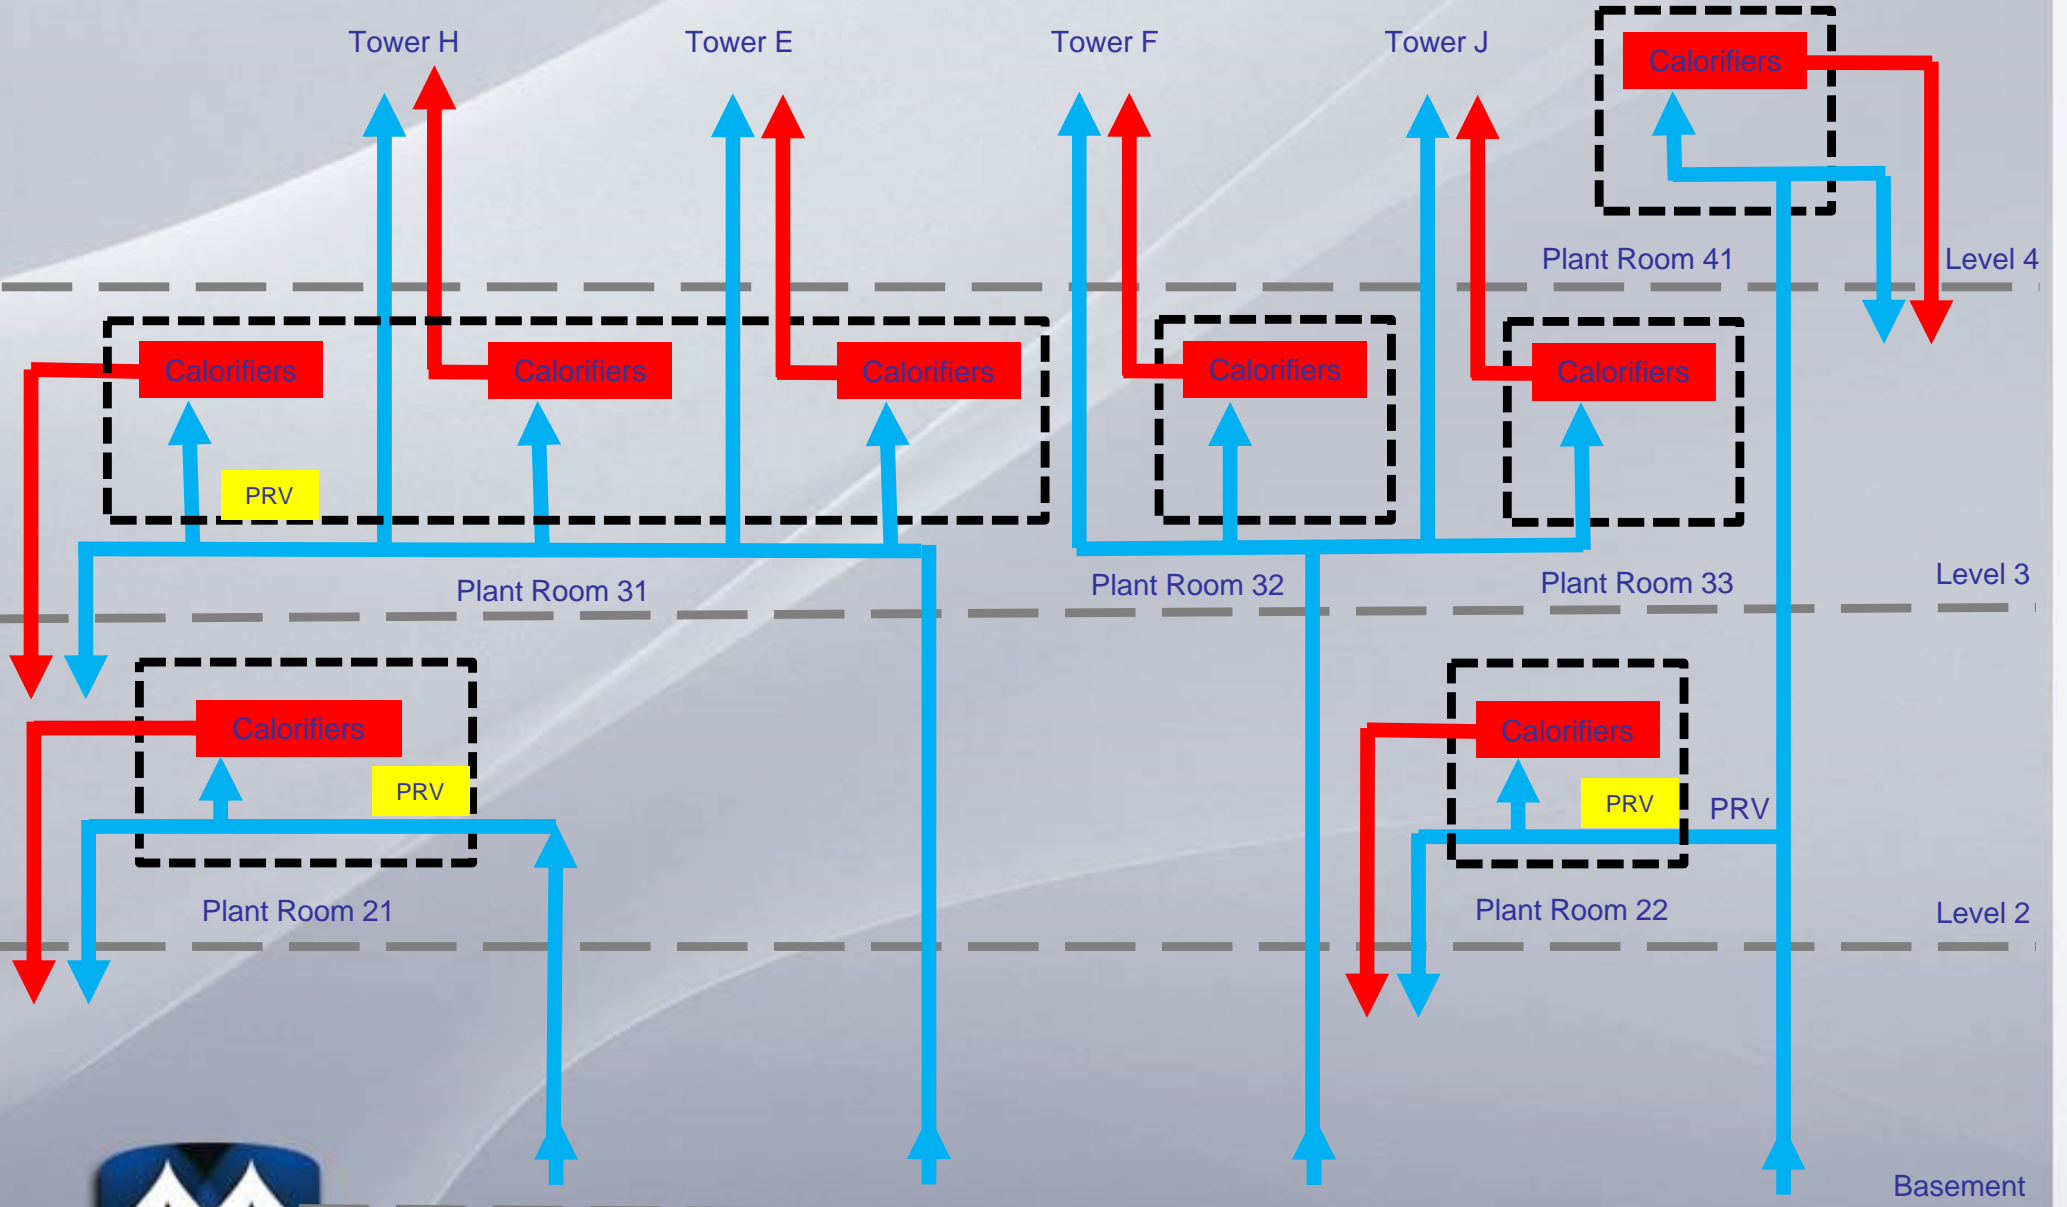 Tower H
Tower E
Tower F
Tower J
Calorifiers
Plant Room 41
Level 4
Calorifiers
Calorifiers
Calorifiers
Calorifiers
Calorifiers
PRV
Plant Room 31
Plant Room 32
Plant Room 33
Level 3
Calorifiers
Calorifiers
PRV
PRV
PRV
Plant Room 21
Plant Room 22
Level 2
Basement